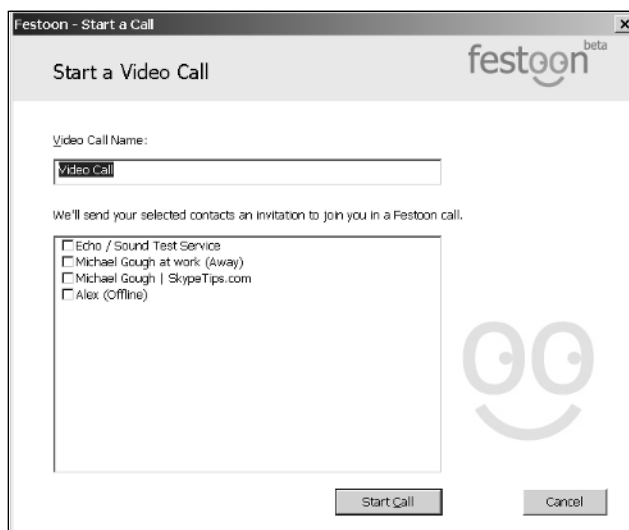 Festoon - Start a Call
Start a Video Call
festoon beta
Video Call Name:
Video Call
We'll send your selected contacts an invitation to join you in a Festoon call.
Echo / Sound Test Service
Michael Gough at work (Away)
Michael Gough | SkypeTips.com
Alex (Offline)
Start Call
Cancel